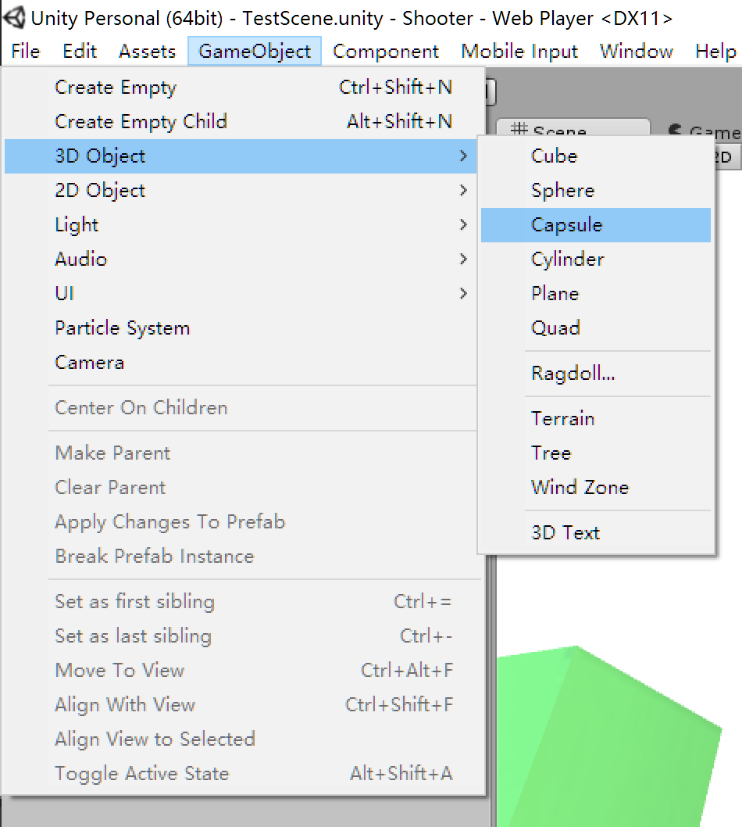 Unity Personal (64bit) - TestScene.unity - Shooter - Web Player <DX11>
File Edit Assets GameObject Component Mobile Input Window Help
Create Empty Ctrl+Shift+N
Create Empty Child Alt+Shift+N
Scene Game
3D Object
2D
2D Object
Light
Audio
UI
Particle System
Camera
Center On Children
Make Parent
Clear Parent
Apply Changes To Prefab
Break Prefab Instance
Set as first sibling Ctrl+=
Set as last sibling Ctrl+-
Move To View Ctrl+Alt+F
Align With View Ctrl+Shift+F
Align View to Selected
Toggle Active State Alt+Shift+A
Cube
Sphere
Capsule
Cylinder
Plane
Quad
Ragdoll...
Terrain
Tree
Wind Zone
3D Text